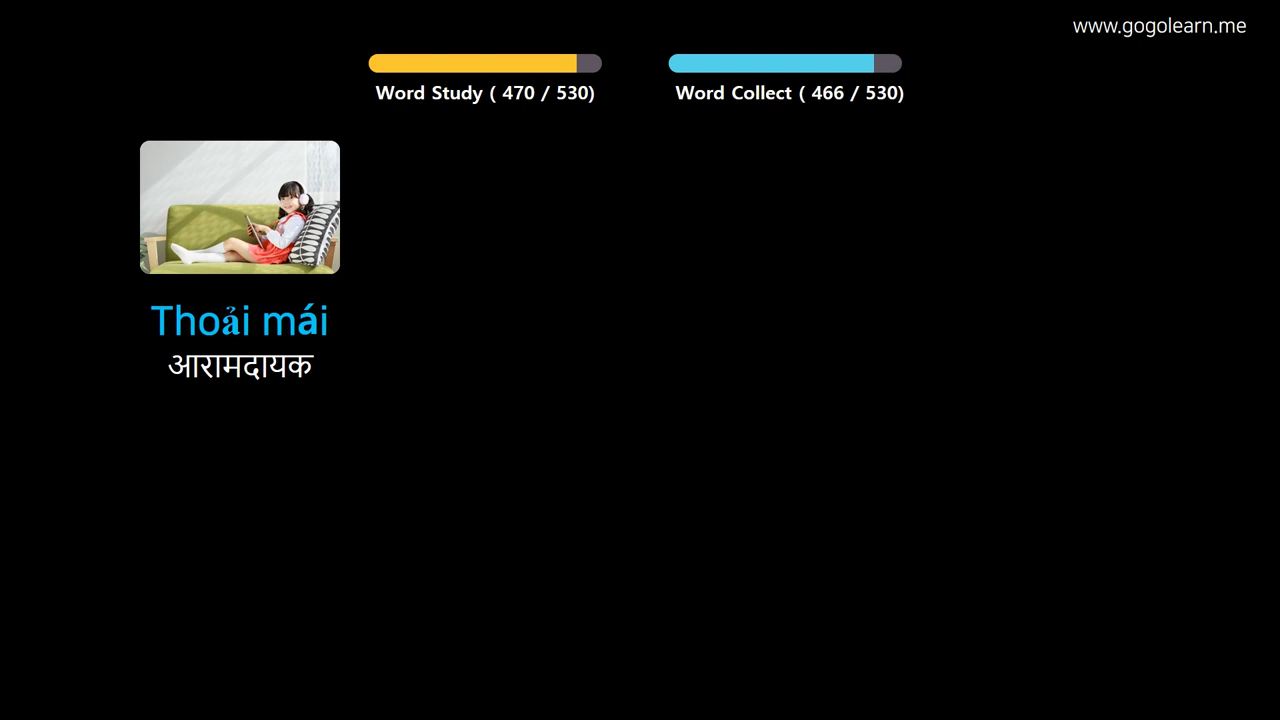 www.gogolearn.me
Word Study ( 470 / 530)
Word Collect ( 466 / 530)
Thoải mái
आरामदायक